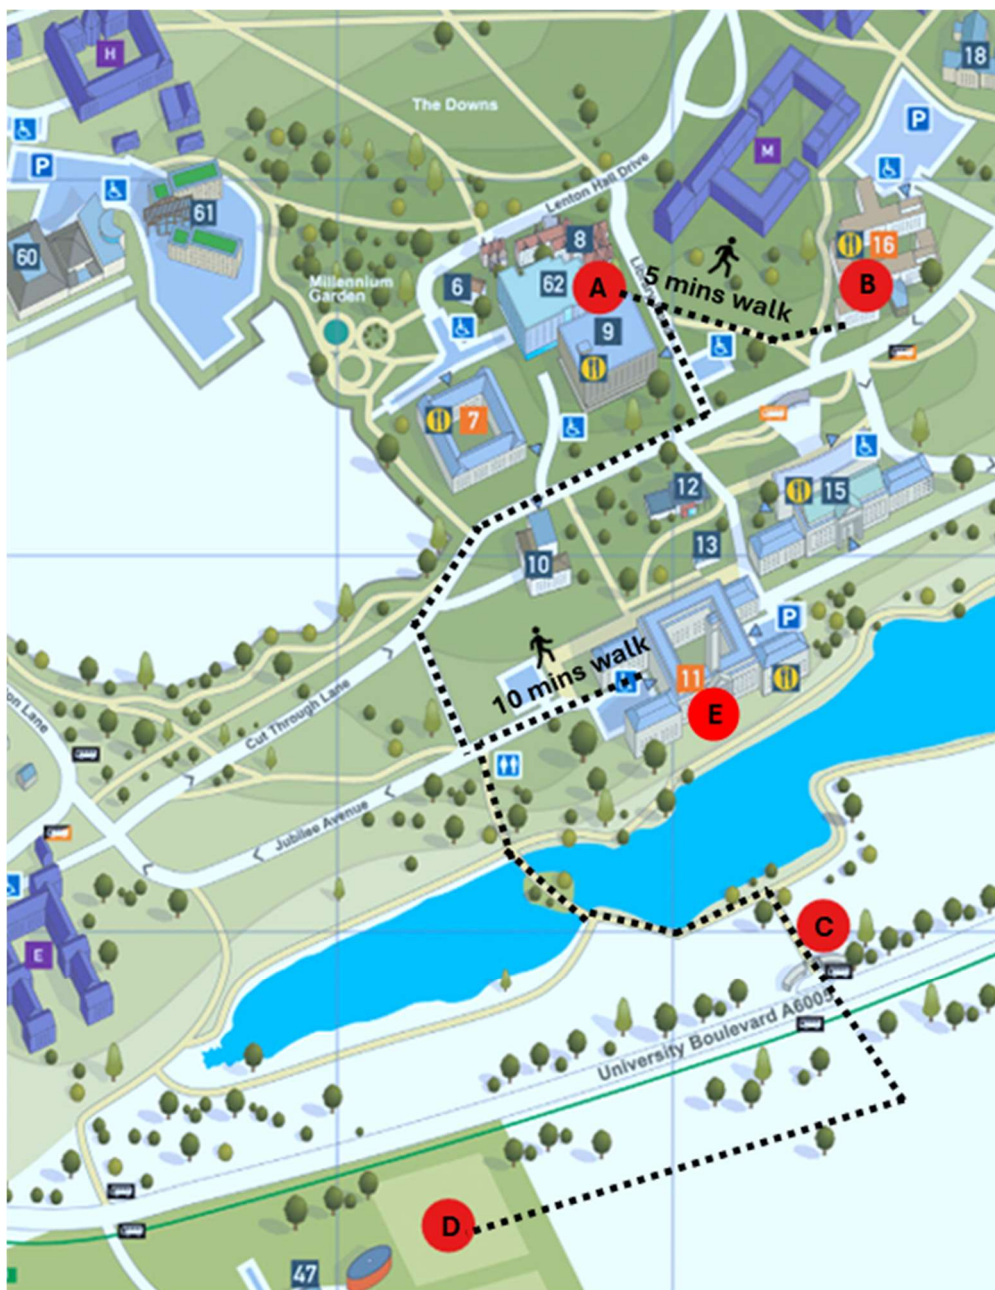 H
The Downs
18
P
M
P
Lenton Hall Drive
61
60
8
16
Millennium
Garden
6
62
A
5 mins walk
B
9
7
12
15
13
10
P
10 mins walk
11
E
Cut Through Lane
Jubilee Avenue
C
E
University Boulevard A6005
D
47